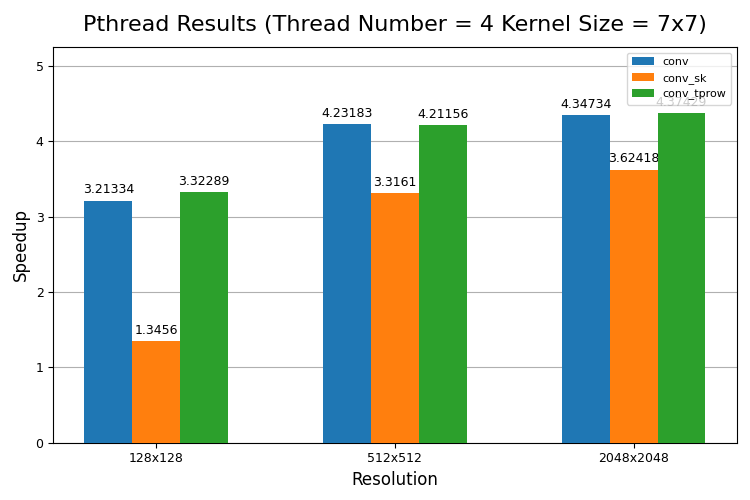 Pthread Results (Thread Number = 4 Kernel Size = 7x7)
Speedup
5
4
3
2
1
0
conv
conv_sk
conv_tprow
3.21334
1.3456
3.32289
4.23183
3.3161
4.21156
4.34734
3.62418
4.37429
128x128
512x512
2048x2048
Resolution